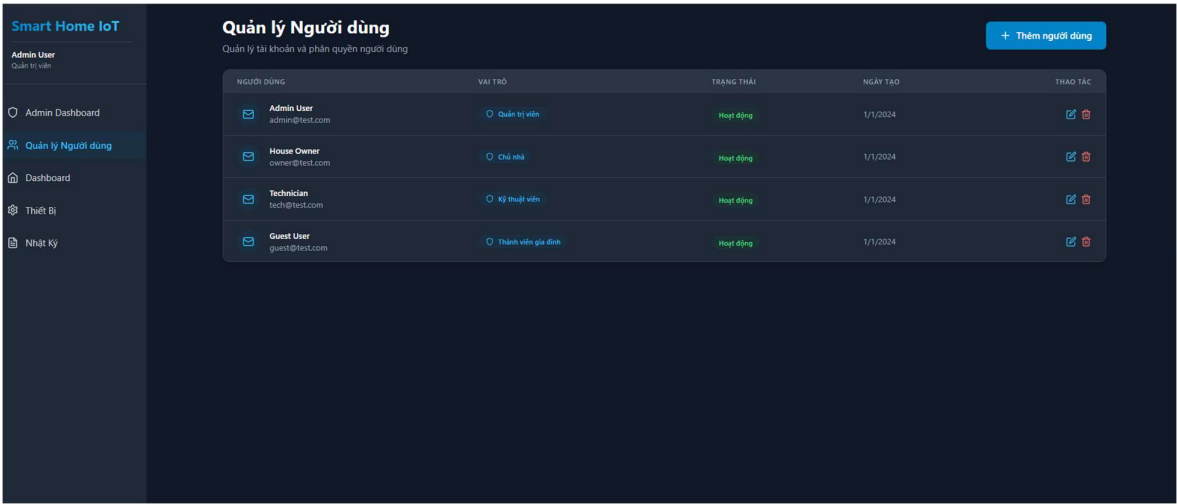 Smart Home IoT
Admin User
Quản trị viên
Admin Dashboard
Quản lý Người dùng
Dashboard
Thiết Bị
Nhật Ký
Quản lý Người dùng
Quản lý tài khoản và phân quyền người dùng
+ Thêm người dùng
NGƯỜI DÙNG VAI TRÒ TRẠNG THÁI NGÀY TẠO THAO TÁC
Admin User
admin@test.com Quản trị viên Hoạt động 1/1/2024
House Owner
owner@test.com Chủ nhà Hoạt động 1/1/2024
Technician
tech@test.com Kỹ thuật viên Hoạt động 1/1/2024
Guest User
guest@test.com Thành viên gia đình Hoạt động 1/1/2024